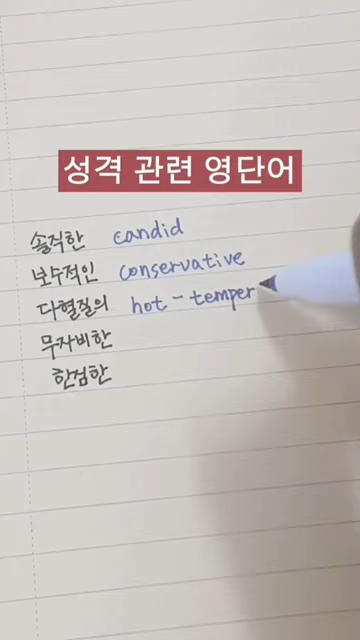 성격 관련 영단어
솔직한 candid
보수적인 conservative
다혈질의 hot-temper
무자비한
한점한